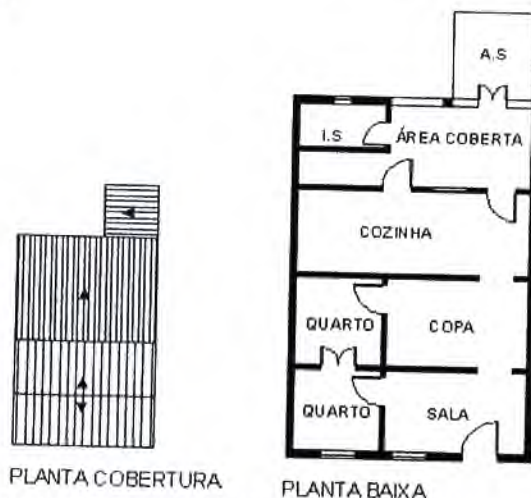 A.S
I.S
ÁREA COBERTA
COZINHA
QUARTO
COPA
QUARTO
SALA
PLANTA COBERTURA
PLANTA BAIXA